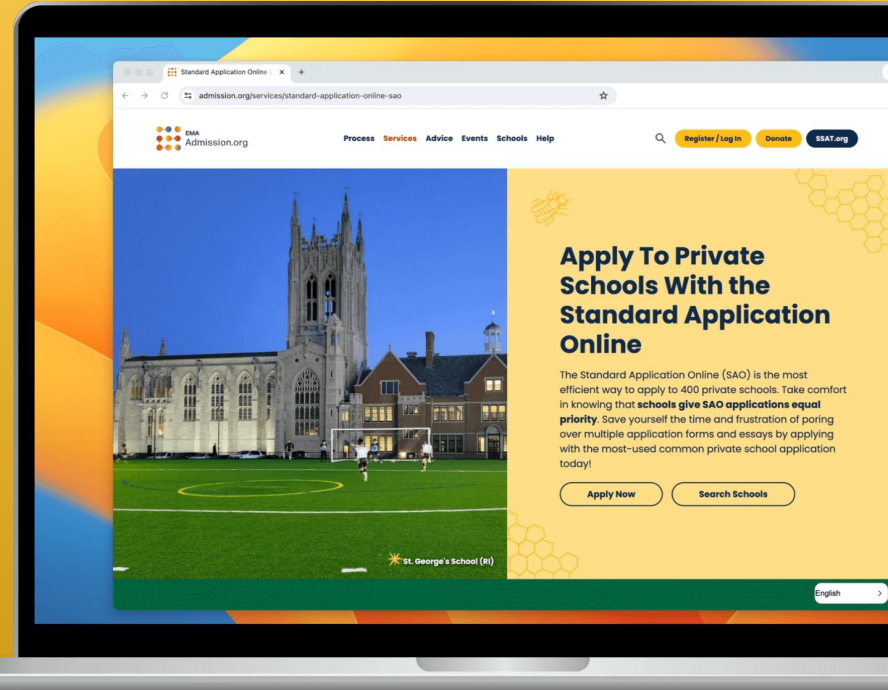 Standard Application Online
admission.org/services/standard-application-online-sao
EMA
Admission.org
Process Services Advice Events Schools Help
Register / Log In
Donate
SSAT.org
Apply To Private
Schools With the
Standard Application
Online
The Standard Application Online (SAO) is the most
efficient way to apply to 400 private schools. Take comfort
in knowing that schools give SAO applications equal
priority. Save yourself the time and frustration of poring
over multiple application forms and essays by applying
with the most-used common private school application
today!
Apply Now
Search Schools
St. George's School (RI)
English